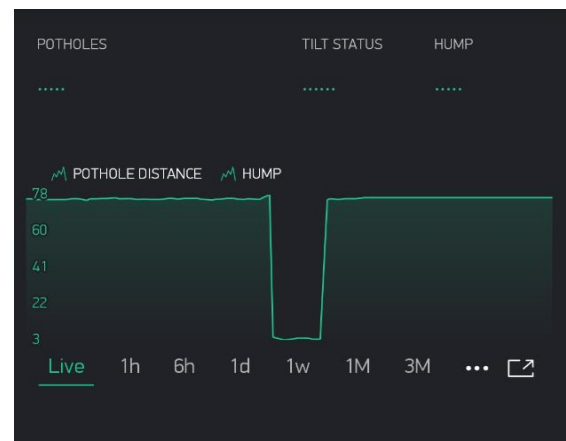 POTHOLES TILT STATUS HUMP
..... ...... .....
POTHOLE DISTANCE HUMP
78
60
41
22
3
Live 1h 6h 1d 1w 1M 3M ...